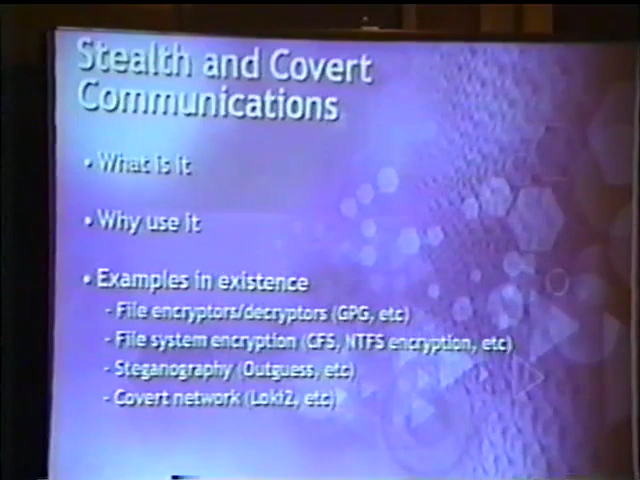 Stealth and Covert
Communications
• What is it
• Why use it
• Examples in existence
- File encryptors/decryptors (GPG, etc)
- File system encryption (CFS, NTFS encryption, etc)
- Steganography (Outguess, etc)
- Covert network (Loki2, etc)